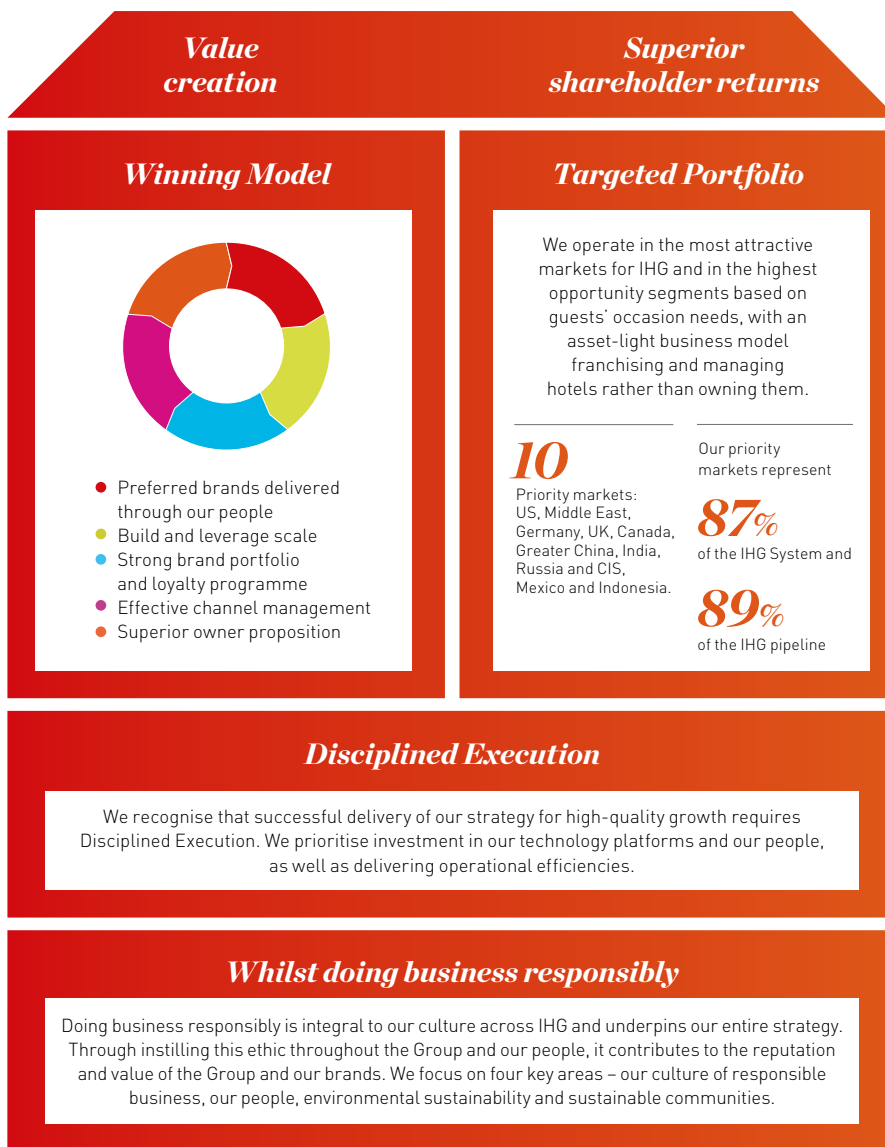 Value
creation
Superior
shareholder returns
Winning Model
Preferred brands delivered
through our people
Build and leverage scale
Strong brand portfolio
and loyalty programme
Effective channel management
Superior owner proposition
Targeted Portfolio
We operate in the most attractive
markets for IHG and in the highest
opportunity segments based on
guests’ occasion needs, with an
asset-light business model
franchising and managing
hotels rather than owning them.
10
Priority markets:
US, Middle East,
Germany, UK, Canada,
Greater China, India,
Russia and CIS,
Mexico and Indonesia.
Our priority
markets represent
87%
of the IHG System and
89%
of the IHG pipeline
Disciplined Execution
We recognise that successful delivery of our strategy for high-quality growth requires
Disciplined Execution. We prioritise investment in our technology platforms and our people,
as well as delivering operational efficiencies.
Whilst doing business responsibly
Doing business responsibly is integral to our culture across IHG and underpins our entire strategy.
Through instilling this ethic throughout the Group and our people, it contributes to the reputation
and value of the Group and our brands. We focus on four key areas – our culture of responsible
business, our people, environmental sustainability and sustainable communities.